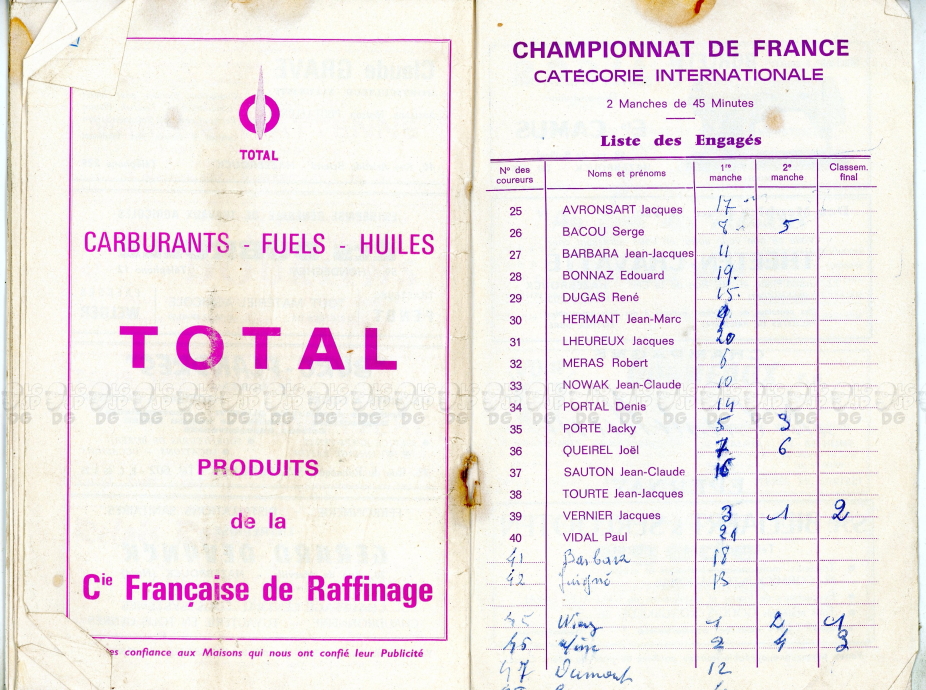 TOTAL
CARBURANTS - FUELS - HUILES
TOTAL
PRODUITS
de la
Cie Française de Raffinage
es confiance aux Maisons qui nous ont confié leur Publicité
CHAMPIONNAT DE FRANCE
CATÉGORIE INTERNATIONALE
2 Manches de 45 Minutes
Liste des Engagés
N° des coureurs Noms et prénoms 1re manche 2e manche Classem. final
25 AVRONSART Jacques 17
26 BACOU Serge 8 5
27 BARBARA Jean-Jacques 11
28 BONNAZ Edouard 19.
29 DUGAS René 15.
30 HERMANT Jean-Marc 9
31 LHEUREUX Jacques 20
32 MERAS Robert 6
33 NOWAK Jean-Claude 10
34 PORTAL Denis 14
35 PORTE Jacky 5 3
36 QUEIREL Joël 7 6
37 SAUTON Jean-Claude 16
38 TOURTE Jean-Jacques
39 VERNIER Jacques 3 1 2
40 VIDAL Paul 21
41 Barbara 18
42 13
45 1 2 1
46 2 4 3
47 Dumont 12